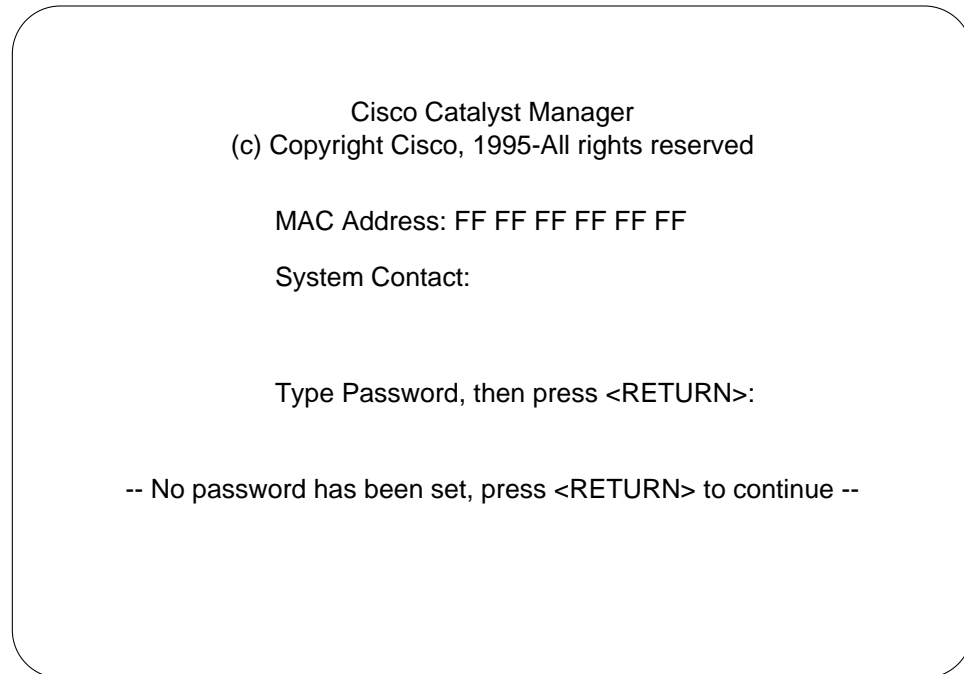 Cisco Catalyst Manager
(c) Copyright Cisco, 1995-All rights reserved
MAC Address: FF FF FF FF FF FF
System Contact:
Type Password, then press <RETURN>:
-- No password has been set, press <RETURN> to continue --